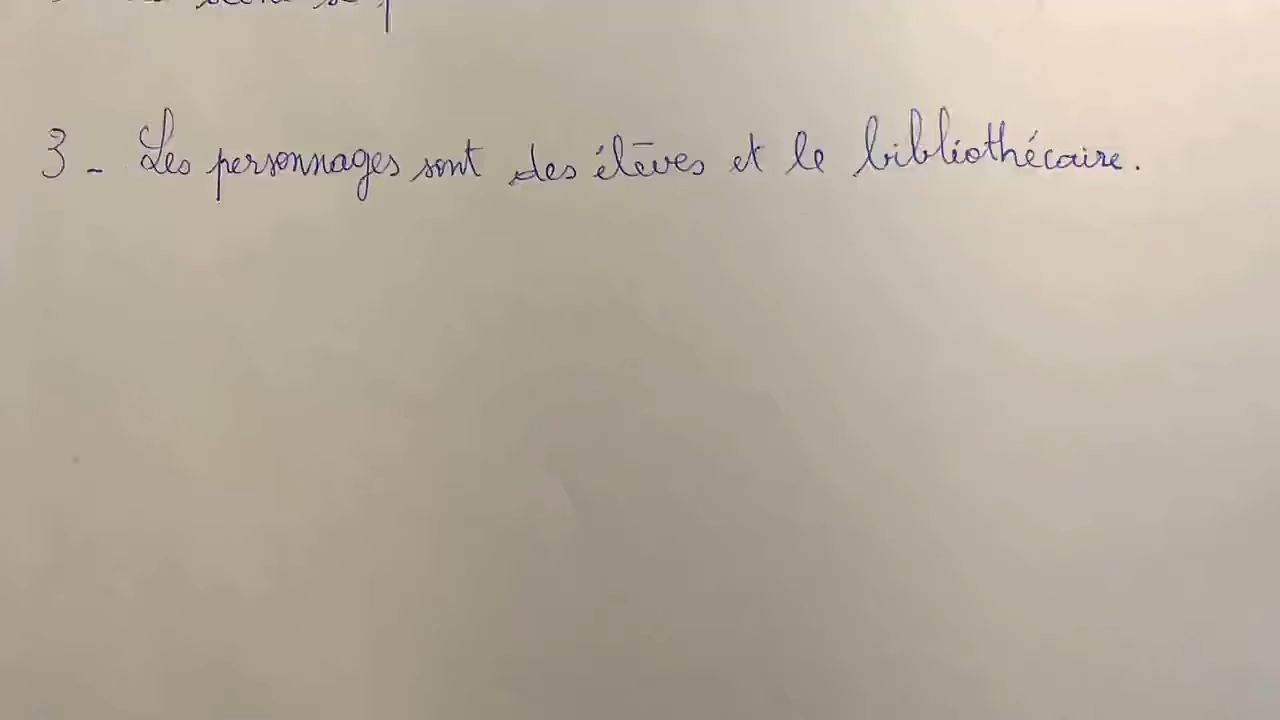 3 - Les personnages sont des élèves et le bibliothécaire.